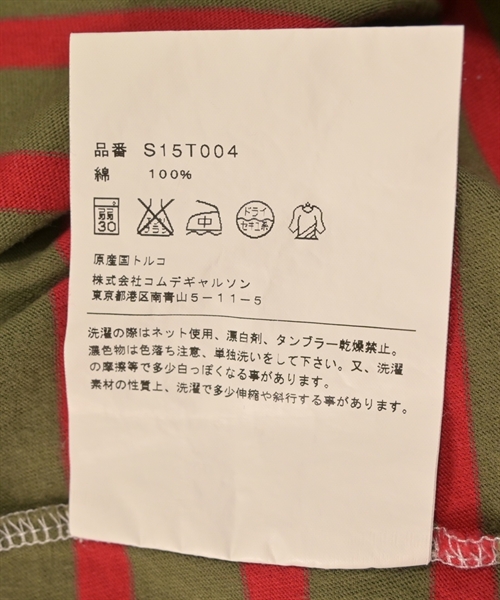 品番 S15T004
綿 100%
弱 30 エンソサラシ 中 ドライ セキユ系
原産国トルコ
株式会社コムデギャルソン
東京都港区南青山5-11-5
洗濯の際はネット使用、漂白剤、タンブラー乾燥禁止。
濃色物は色落ち注意、単独洗いをして下さい。又、洗濯
の摩擦等で多少白っぽくなる事があります。
素材の性質上、洗濯で多少伸縮や斜行する事があります。